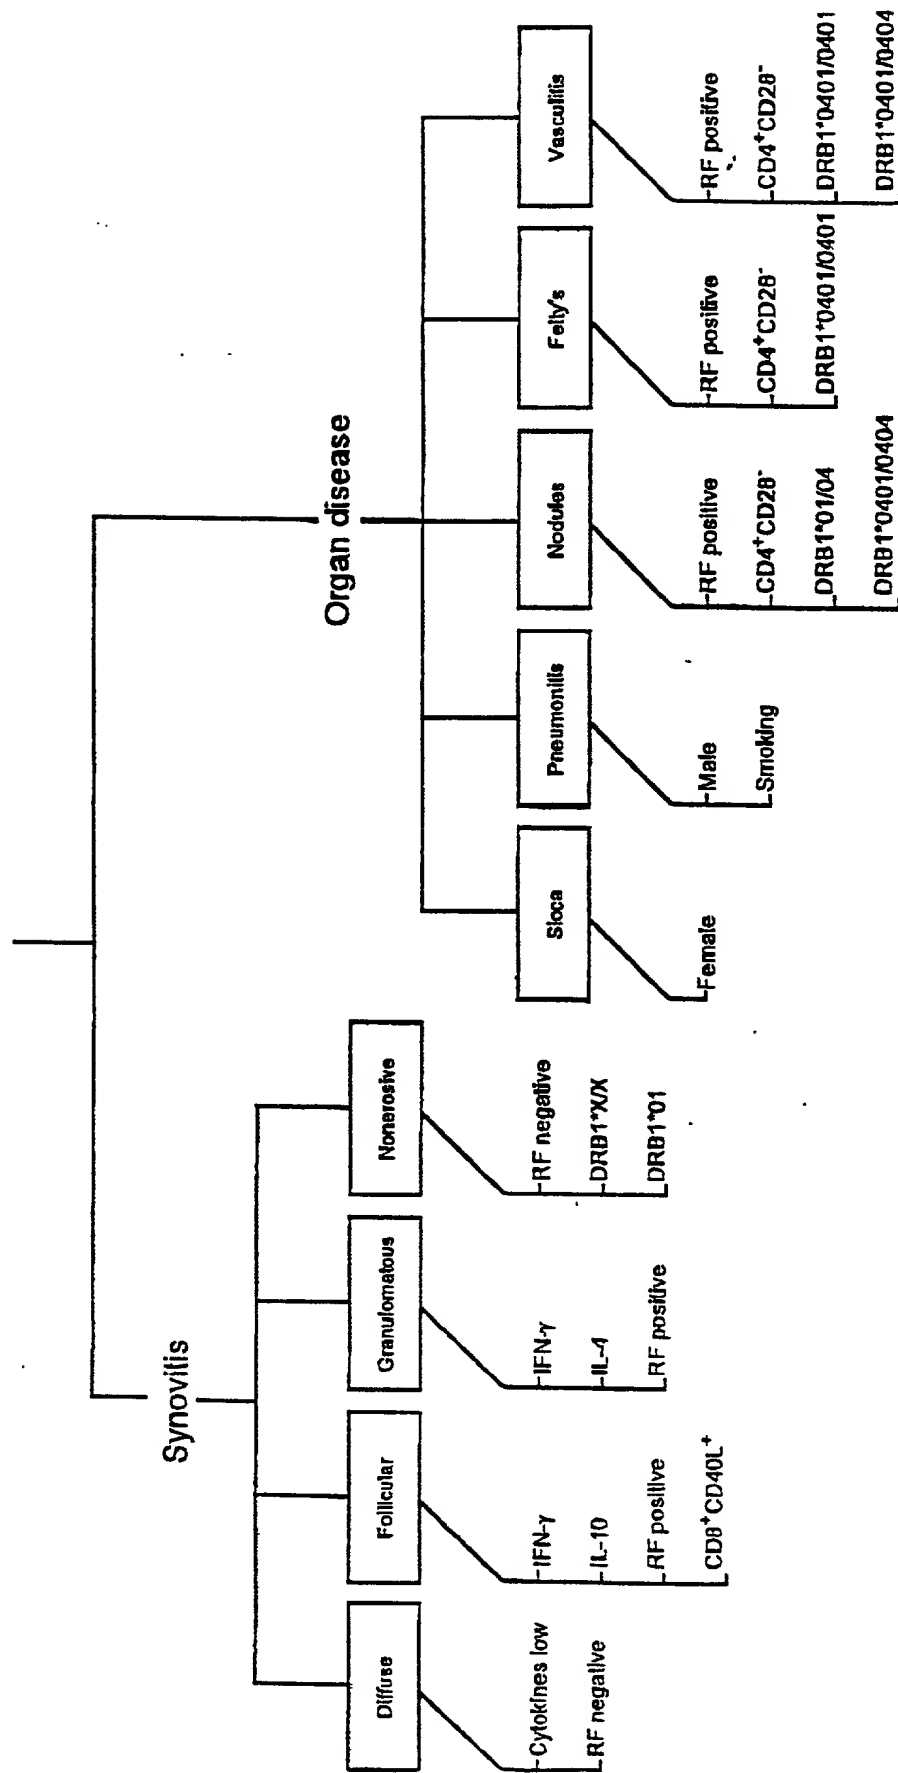 Synovitis
Diffuse
Cytokines low
RF negative
Follicular
IFN-γ
IL-10
RF positive
CD8⁺CD40L⁺
Granulomatous
IFN-γ
IL-4
RF positive
Nonerosive
RF negative
DRB1*X/X
DRB1*01
Organ disease
Sicca
Female
Pneumonitis
Male
Smoking
Nodules
RF positive
CD4⁺CD28⁻
DRB1*01/04
DRB1*0401/0404
Felty's
RF positive
CD4⁺CD28⁻
DRB1*0401/0401
Vasculitis
RF positive
CD4⁺CD28⁻
DRB1*0401/0401
DRB1*0401/0404